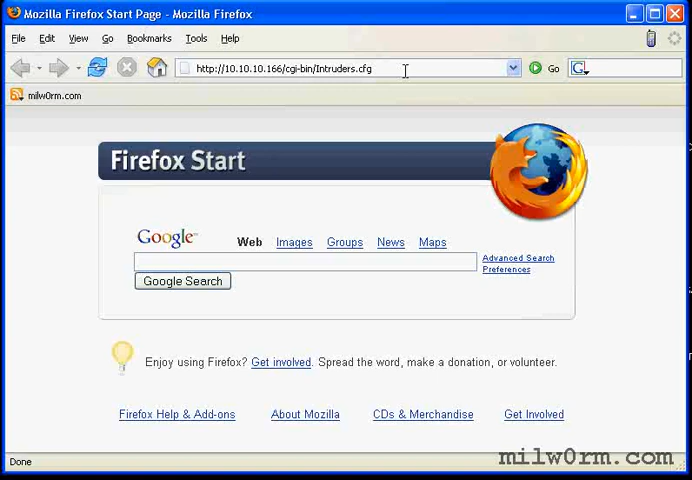 Mozilla Firefox Start Page - Mozilla Firefox
File Edit View Go Bookmarks Tools Help
http://10.10.10.166/cgi-bin/Intruders.cfg Go G
milw0rm.com
Firefox Start
Google™ Web Images Groups News Maps
Advanced Search
Preferences
Google Search
Enjoy using Firefox? Get involved. Spread the word, make a donation, or volunteer.
Firefox Help & Add-ons About Mozilla CDs & Merchandise Get Involved
milw0rm.com
Done